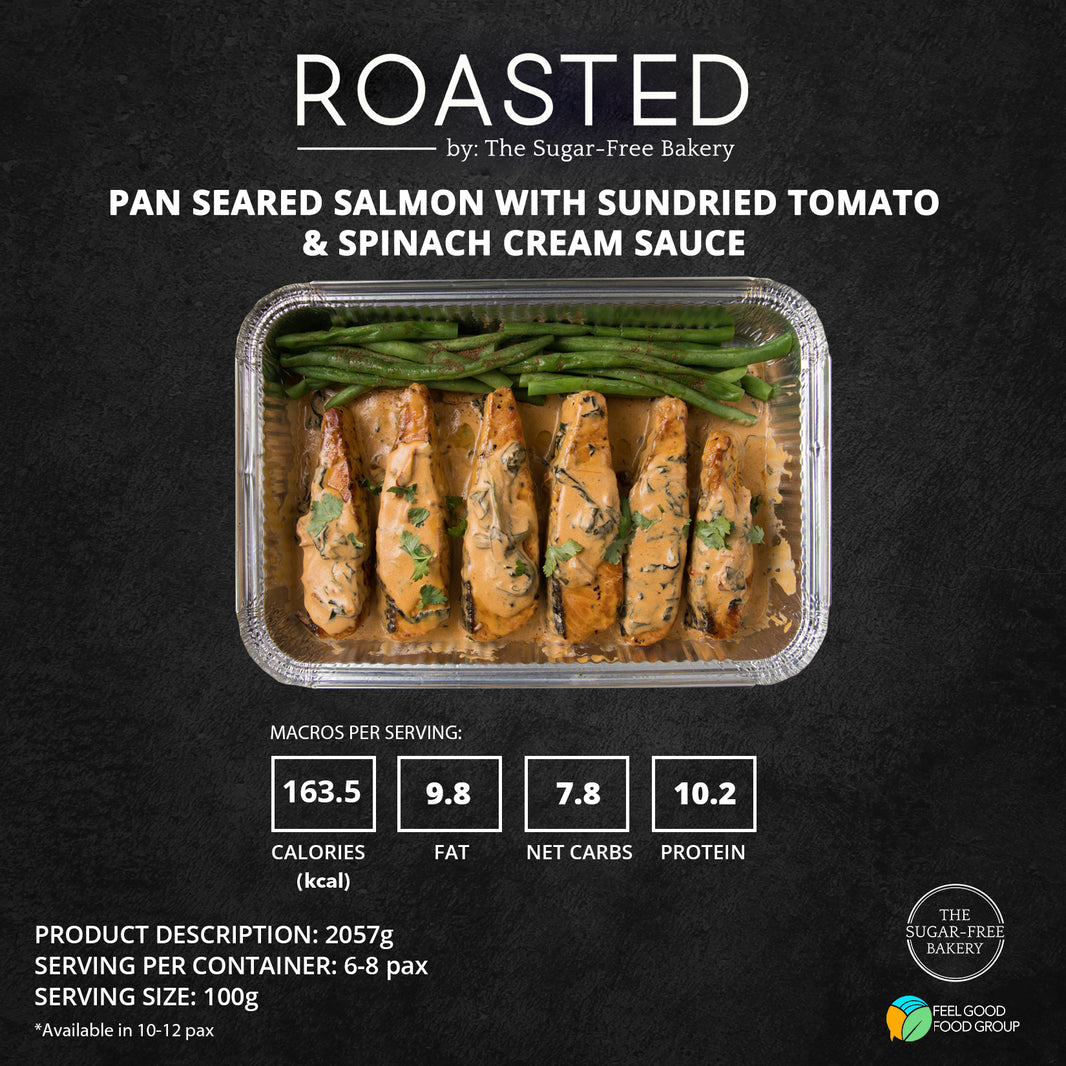 ROASTED
by: The Sugar-Free Bakery
PAN SEARED SALMON WITH SUNDRIED TOMATO
& SPINACH CREAM SAUCE
MACROS PER SERVING:
163.5 9.8 7.8 10.2
CALORIES FAT NET CARBS PROTEIN
(kcal)
PRODUCT DESCRIPTION: 2057g
SERVING PER CONTAINER: 6-8 pax
SERVING SIZE: 100g
*Available in 10-12 pax
THE
SUGAR-FREE
BAKERY
FEEL GOOD
FOOD GROUP